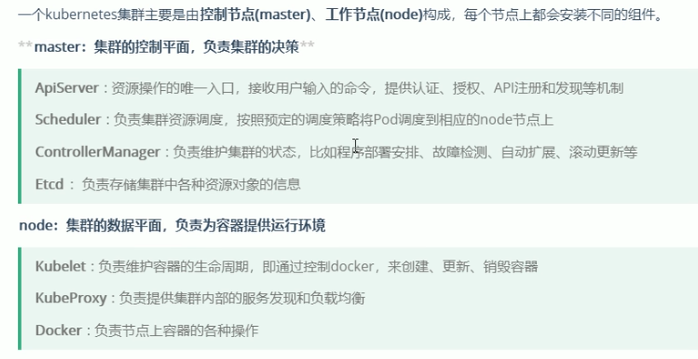 一个kubernetes集群主要是由控制节点(master)、工作节点(node)构成，每个节点上都会安装不同的组件。
**master：集群的控制平面，负责集群的决策**
ApiServer : 资源操作的唯一入口，接收用户输入的命令，提供认证、授权、API注册和发现等机制
Scheduler : 负责集群资源调度，按照预定的调度策略将Pod调度到相应的node节点上
ControllerManager : 负责维护集群的状态，比如程序部署安排、故障检测、自动扩展、滚动更新等
Etcd ：负责存储集群中各种资源对象的信息
node：集群的数据平面，负责为容器提供运行环境
Kubelet : 负责维护容器的生命周期，即通过控制docker，来创建、更新、销毁容器
KubeProxy : 负责提供集群内部的服务发现和负载均衡
Docker : 负责节点上容器的各种操作